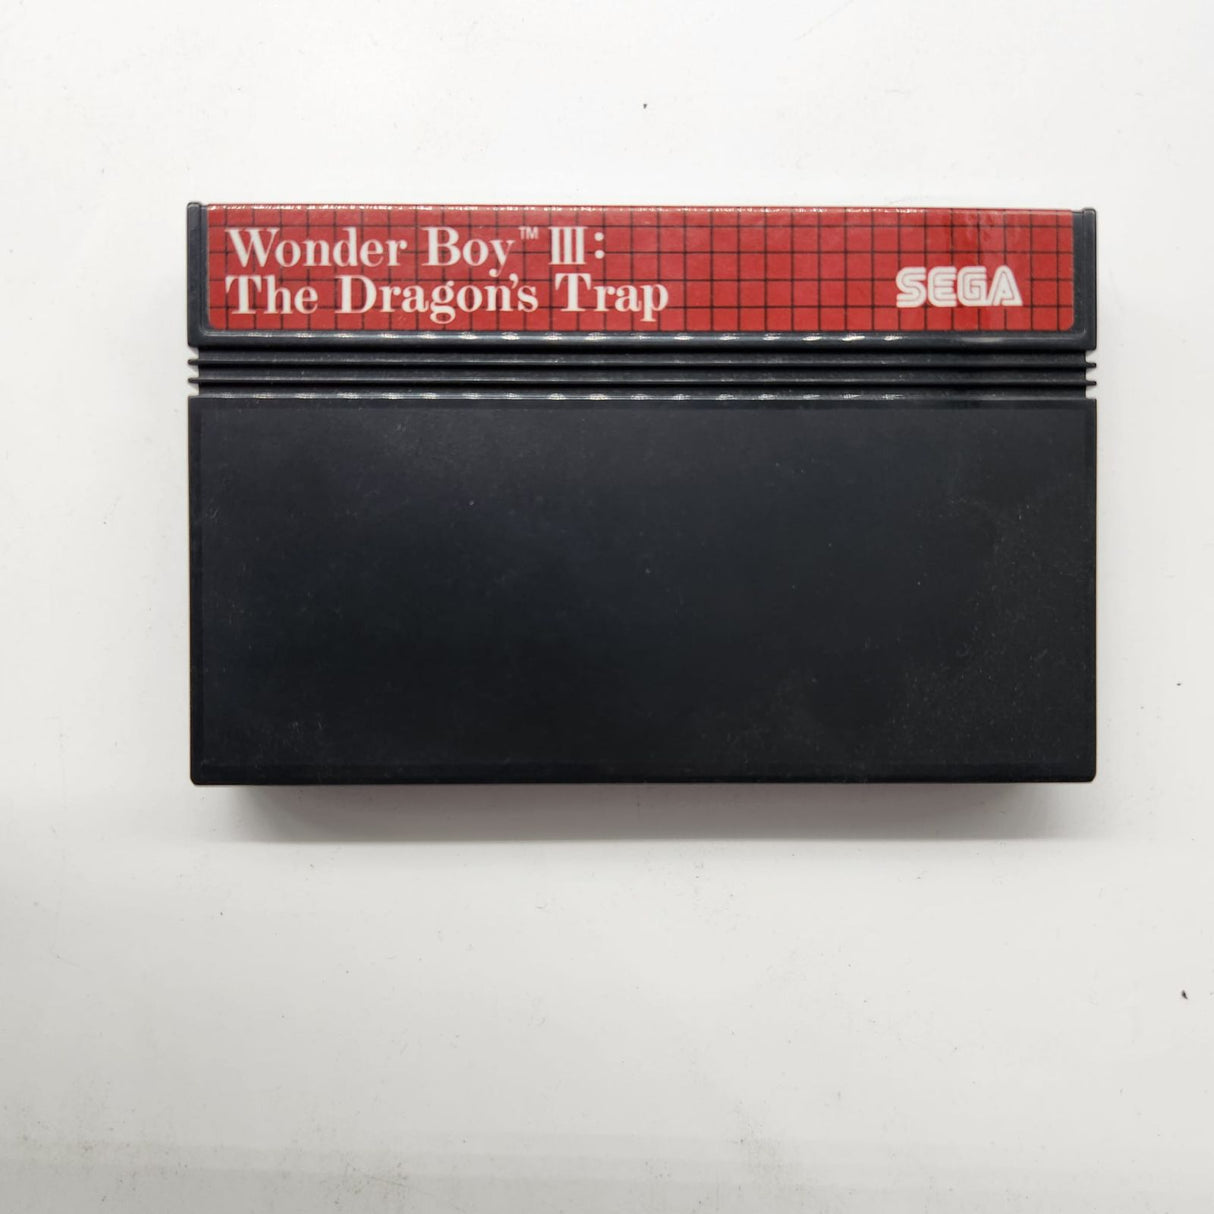 Wonder Boy™ III:
The Dragon's Trap
SEGA